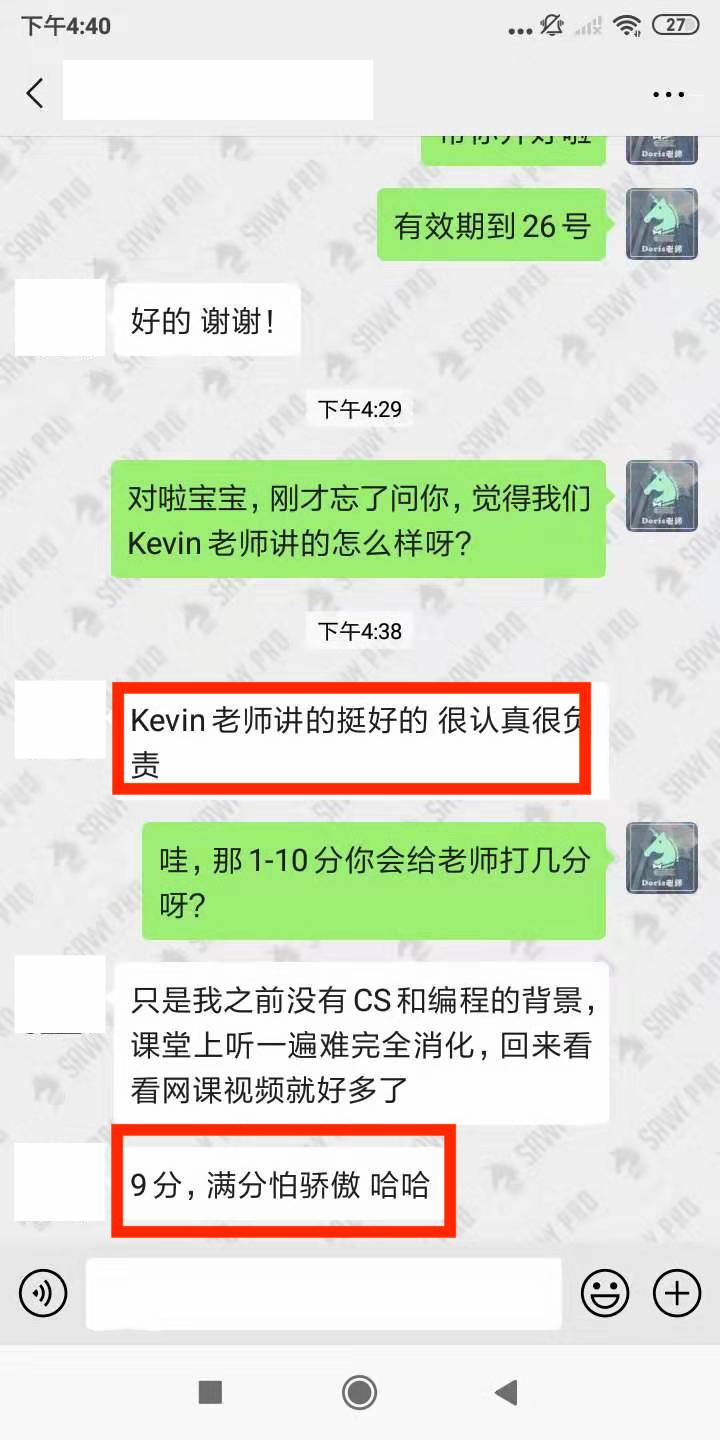 下午4:40
27
Doris老师
有效期到26号
Doris老师
好的 谢谢！
下午4:29
对啦宝宝，刚才忘了问你，觉得我们
Kevin老师讲的怎么样呀？
Doris老师
下午4:38
Kevin老师讲的挺好的 很认真很负
责
哇，那1-10分你会给老师打几分
呀？
Doris老师
只是我之前没有CS和编程的背景，
课堂上听一遍难完全消化，回来看
看网课视频就好多了
9分，满分怕骄傲 哈哈
SAVVY PRO